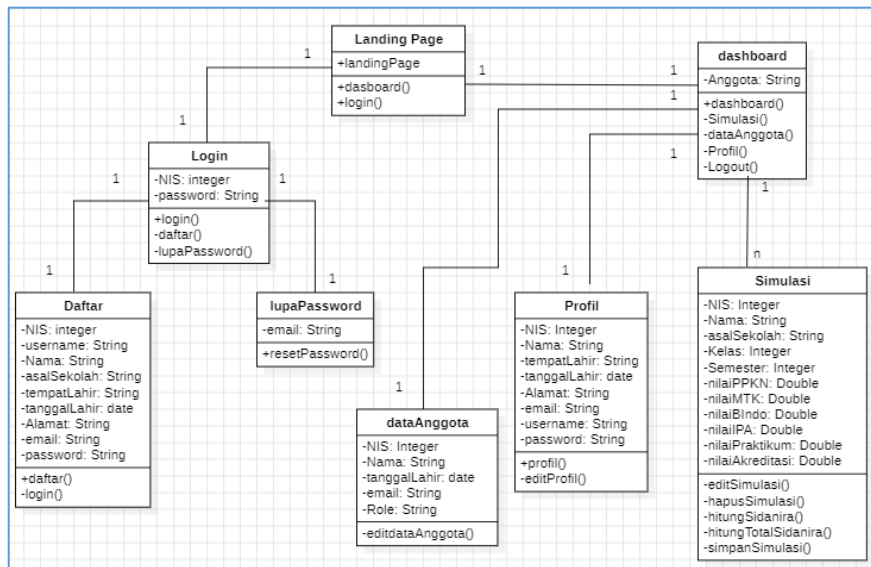 Landing Page
+landingPage
+dasboard()
+login()
1
1
1
1
dashboard
-Anggota: String
+dashboard()
-Simulasi()
-dataAnggota()
-Profil()
-Logout()
1
1
1
n
Login
-NIS: integer
-password: String
+login()
-daftar()
-lupaPassword()
1
1
1
1
1
1
Daftar
-NIS: integer
-username: String
-Nama: String
-asalSekolah: String
-tempatLahir: String
-tanggalLahir: date
-Alamat: String
-email: String
-password: String
+daftar()
-login()
lupaPassword
-email: String
+resetPassword()
dataAnggota
-NIS: Integer
-Nama: String
-tanggalLahir: date
-email: String
-Role: String
-editdataAnggota()
Profil
-NIS: Integer
-Nama: String
-tempatLahir: String
-tanggalLahir: date
-Alamat: String
-email: String
-username: String
-password: String
+profil()
-editProfil()
Simulasi
-NIS: Integer
-Nama: String
-asalSekolah: String
-Kelas: Integer
-Semester: Integer
-nilaiPPKN: Double
-nilaiMTK: Double
-nilaiBIndo: Double
-nilaiIPA: Double
-nilaiPraktikum: Double
-nilaiAkreditasi: Double
-editSimulasi()
-hapusSimulasi()
-hitungSidanira()
-hitungTotalSidanira()
-simpanSimulasi()